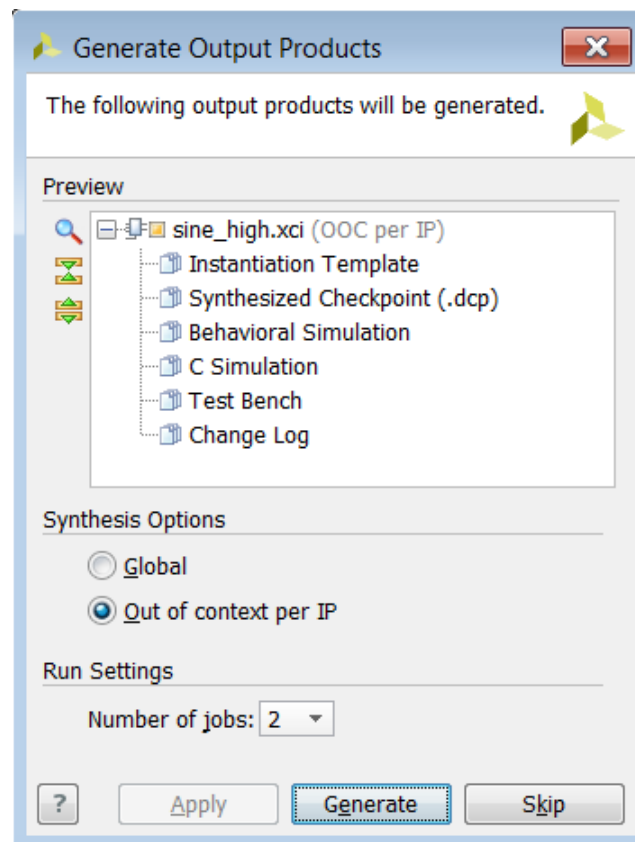 Generate Output Products
The following output products will be generated.
Preview
sine_high.xci (OOC per IP)
Instantiation Template
Synthesized Checkpoint (.dcp)
Behavioral Simulation
C Simulation
Test Bench
Change Log
Synthesis Options
Global
Out of context per IP
Run Settings
Number of jobs: 2
? Apply Generate Skip